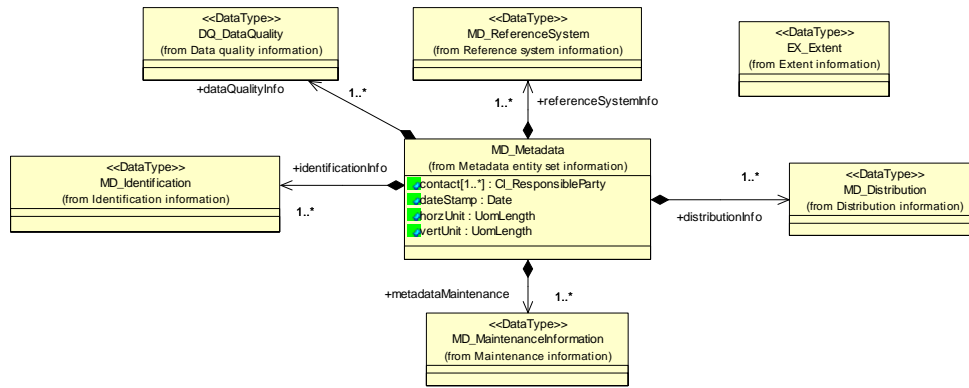 <<DataType>>
DQ_DataQuality
(from Data quality information)
<<DataType>>
MD_ReferenceSystem
(from Reference system information)
<<DataType>>
EX_Extent
(from Extent information)
+dataQualityInfo
1..*
1..*
+referenceSystemInfo
MD_Metadata
(from Metadata entity set information)
contact[1..*] : CI_ResponsibleParty
dateStamp : Date
horzUnit : UomLength
vertUnit : UomLength
<<DataType>>
MD_Identification
(from Identification information)
+identificationInfo
1..*
<<DataType>>
MD_Distribution
(from Distribution information)
1..*
+distributionInfo
+metadataMaintenance
1..*
<<DataType>>
MD_MaintenanceInformation
(from Maintenance information)